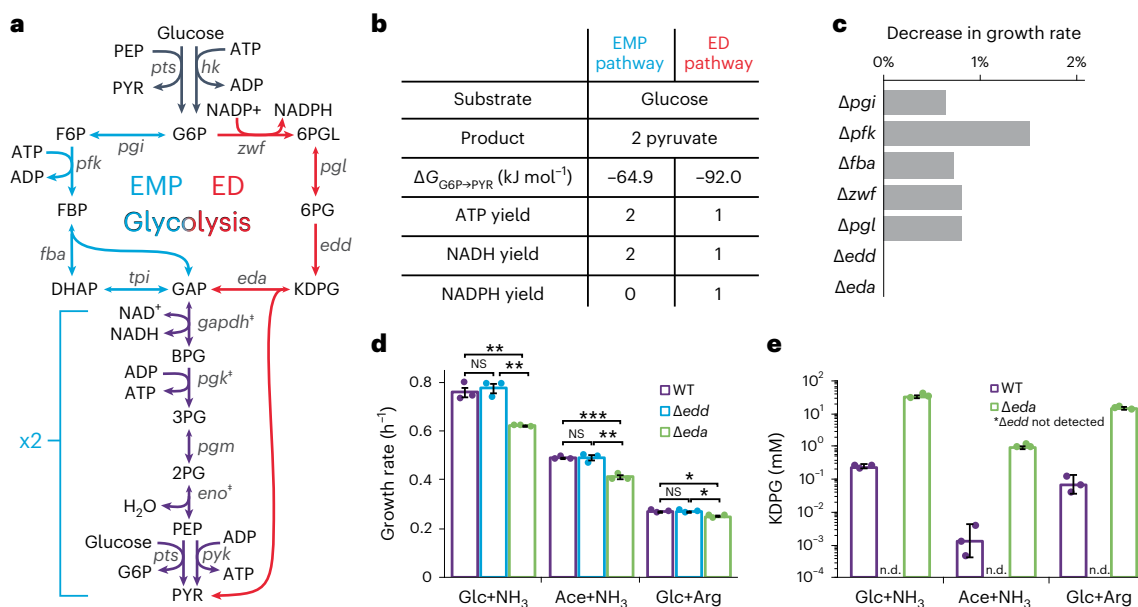 a
Glucose
PEP
ATP
pts
hk
PYR
ADP
NADP+
NADPH
F6P
G6P
6PGL
pgi
zwf
ATP
pfk
ADP
pgl
EMP
ED
Glycolysis
FBP
6PG
fba
edd
tpi
eda
DHAP
GAP
KDPG
NAD⁺
gapdh‡
NADH
BPG
ADP
pgk‡
ATP
3PG
x2
pgm
2PG
eno‡
H₂O
PEP
Glucose
ADP
pts
pyk
G6P
ATP
PYR
b
EMP pathway
ED pathway
Substrate
Glucose
Product
2 pyruvate
ΔG G6P→PYR (kJ mol⁻¹)
−64.9
−92.0
ATP yield
2
1
NADH yield
2
1
NADPH yield
0
1
c
Decrease in growth rate
0%
1%
2%
Δpgi
Δpfk
Δfba
Δzwf
Δpgl
Δedd
Δeda
d
Growth rate (h⁻¹)
0.8
0.6
0.4
0.2
0
**
NS
**
***
NS
**
*
NS
*
WT
Δedd
Δeda
Glc+NH₃
Ace+NH₃
Glc+Arg
e
KDPG (mM)
10²
10¹
10⁰
10⁻¹
10⁻²
10⁻³
10⁻⁴
WT
Δeda
*Δedd not detected
n.d.
n.d.
n.d.
Glc+NH₃
Ace+NH₃
Glc+Arg